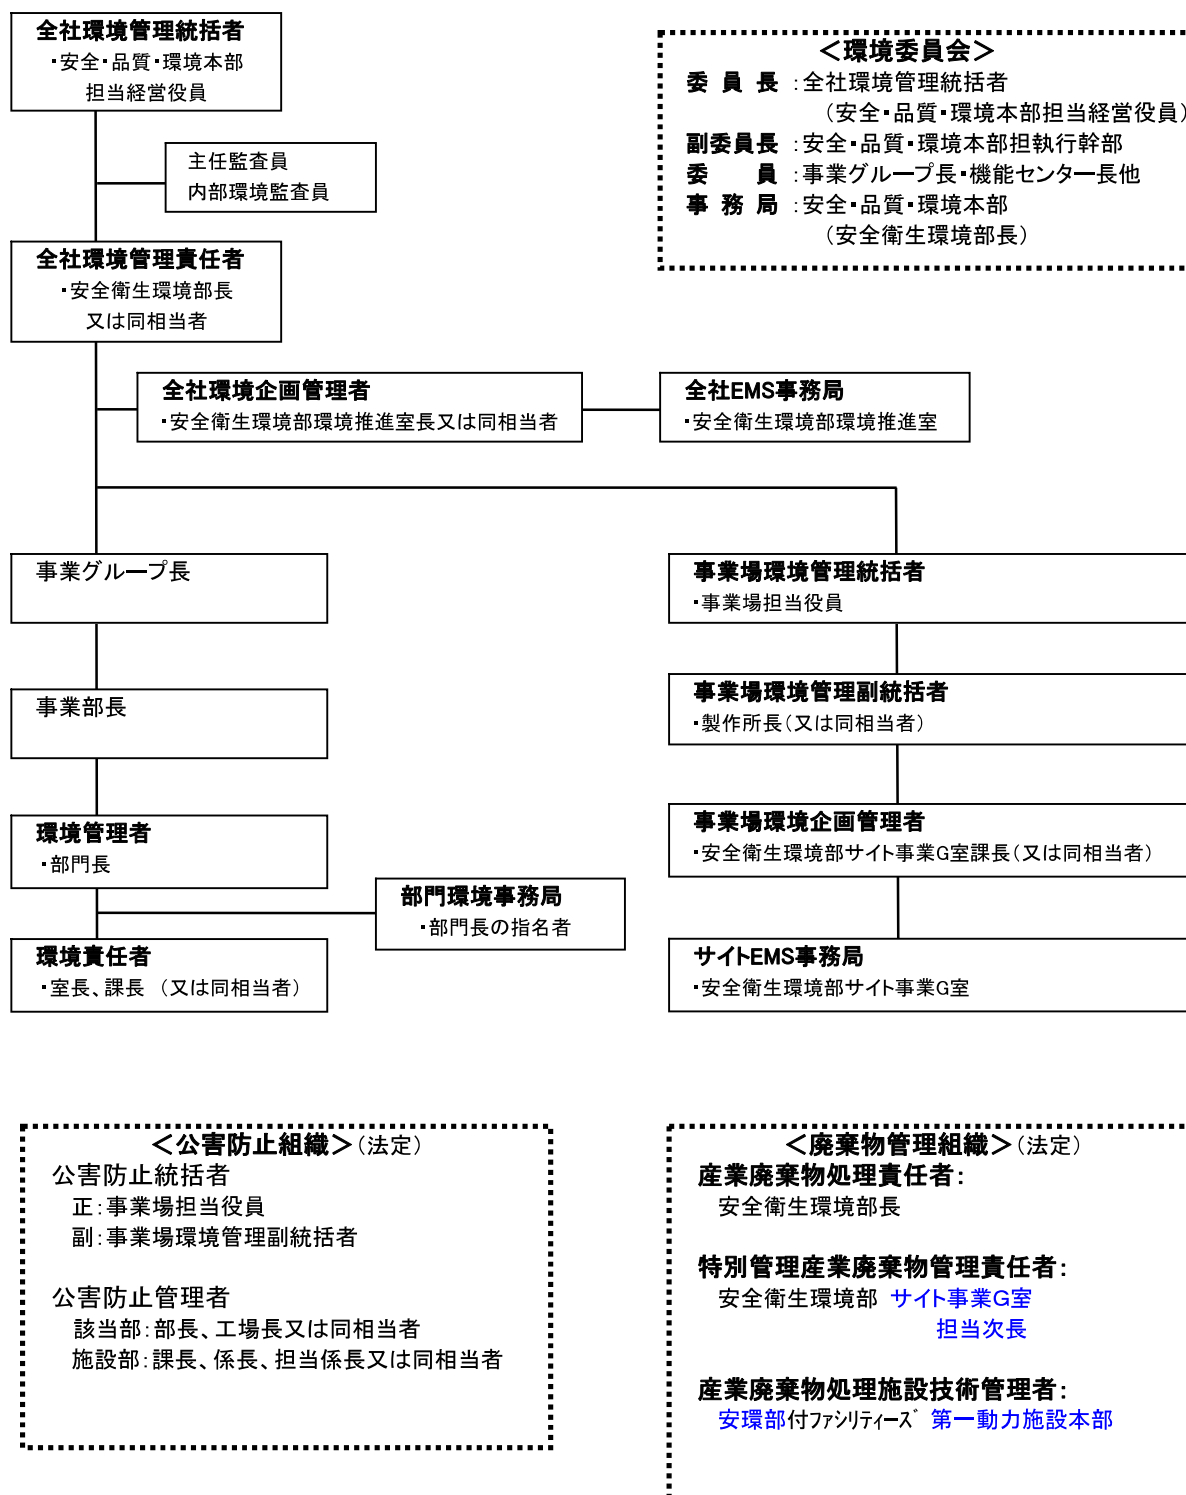 全社環境管理統括者
・安全・品質・環境本部
担当経営役員
主任監査員
内部環境監査員
全社環境管理責任者
・安全衛生環境部長
又は同相当者
＜環境委員会＞
委 員 長 ：全社環境管理統括者
（安全・品質・環境本部担当経営役員）
副委員長 ：安全・品質・環境本部担執行幹部
委　　員 ：事業グループ長・機能センター長他
事 務 局 ：安全・品質・環境本部
（安全衛生環境部長）
全社環境企画管理者
・安全衛生環境部環境推進室長又は同相当者
全社EMS事務局
・安全衛生環境部環境推進室
事業グループ長
事業部長
環境管理者
・部門長
部門環境事務局
・部門長の指名者
環境責任者
・室長、課長 （又は同相当者）
事業場環境管理統括者
・事業場担当役員
事業場環境管理副統括者
・製作所長（又は同相当者）
事業場環境企画管理者
・安全衛生環境部サイト事業G室課長（又は同相当者）
サイトEMS事務局
・安全衛生環境部サイト事業G室
＜公害防止組織＞（法定）
公害防止統括者
正：事業場担当役員
副：事業場環境管理副統括者
公害防止管理者
該当部：部長、工場長又は同相当者
施設部：課長、係長、担当係長又は同相当者
＜廃棄物管理組織＞（法定）
産業廃棄物処理責任者：
安全衛生環境部長
特別管理産業廃棄物管理責任者：
安全衛生環境部 サイト事業G室
担当次長
産業廃棄物処理施設技術管理者：
安環部付ファシリティーズ 第一動力施設本部